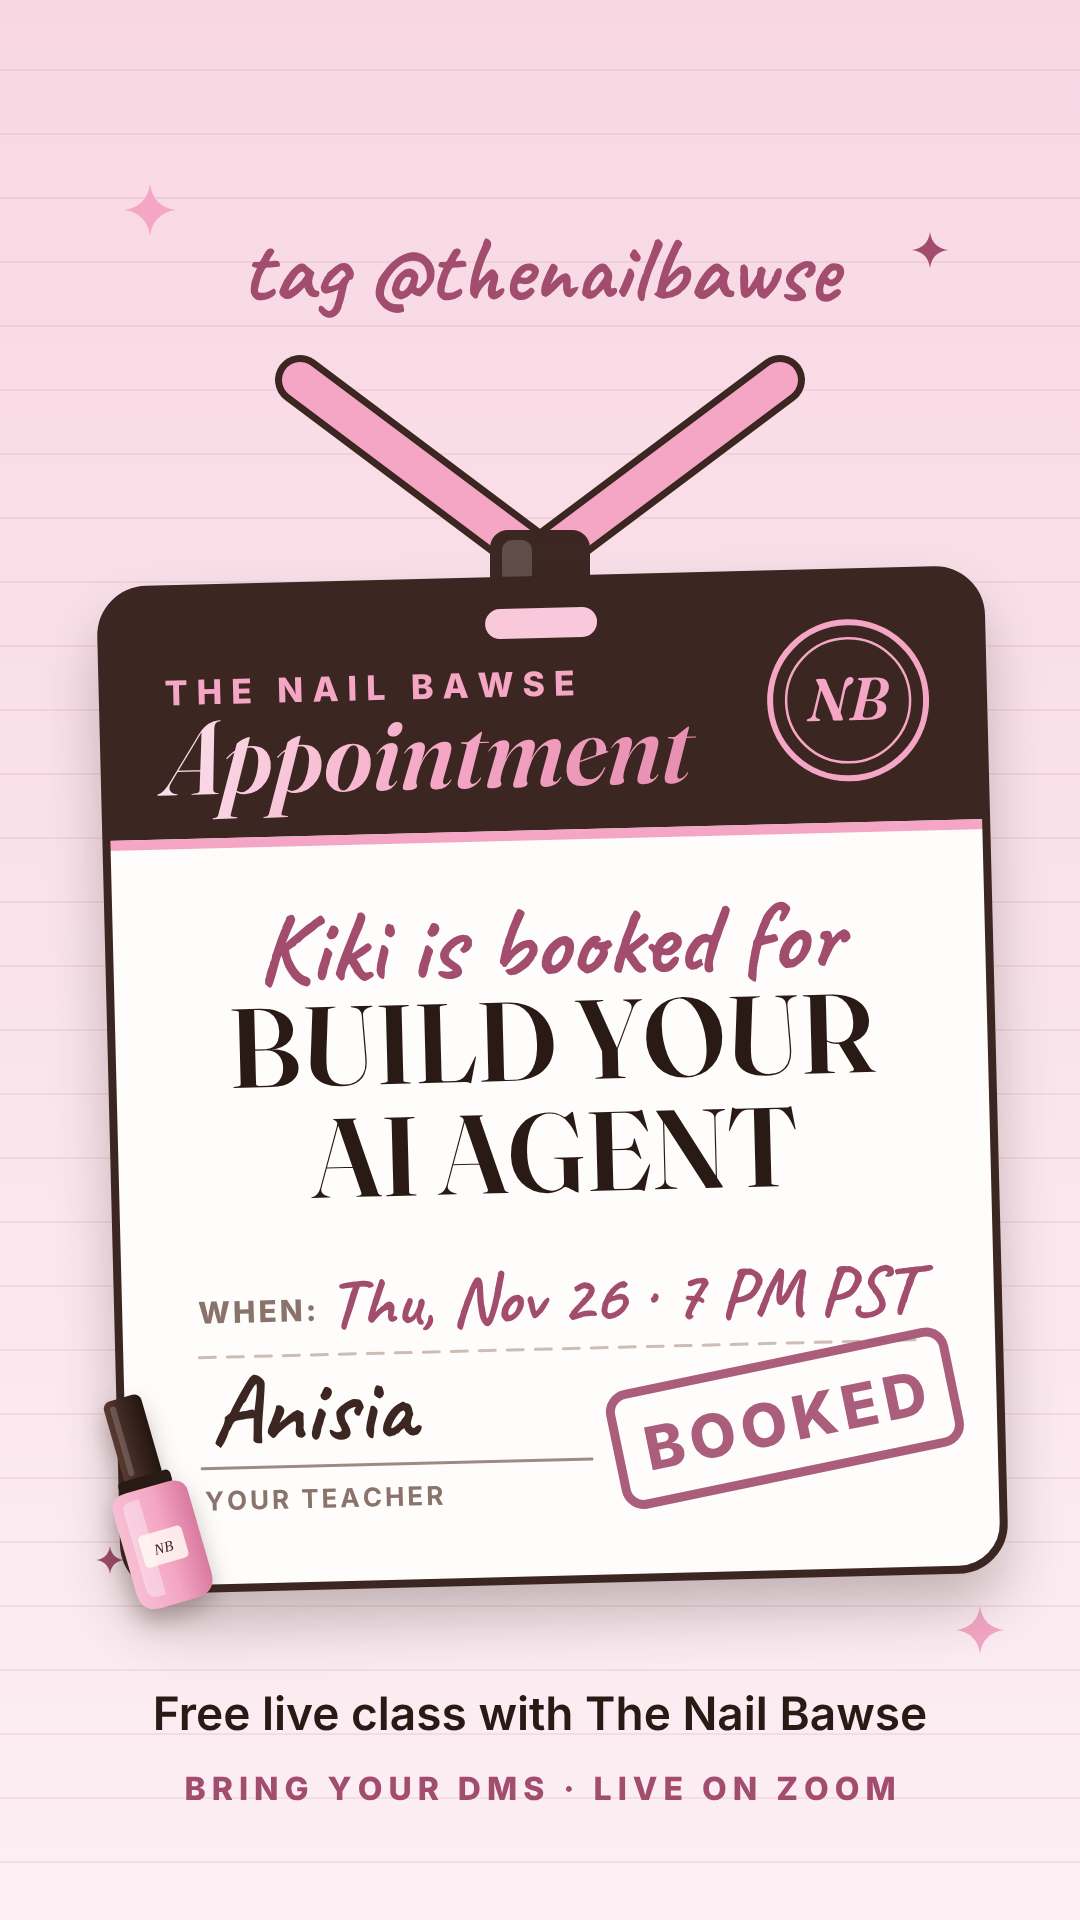 tag @thenailbawse
THE NAIL BAWSE
Appointment
NB
Kiki is booked for
BUILD YOUR
AI AGENT
WHEN: Thu, Nov 26 · 7 PM PST
Anisia
BOOKED
YOUR TEACHER
NB
Free live class with The Nail Bawse
BRING YOUR DMS · LIVE ON ZOOM